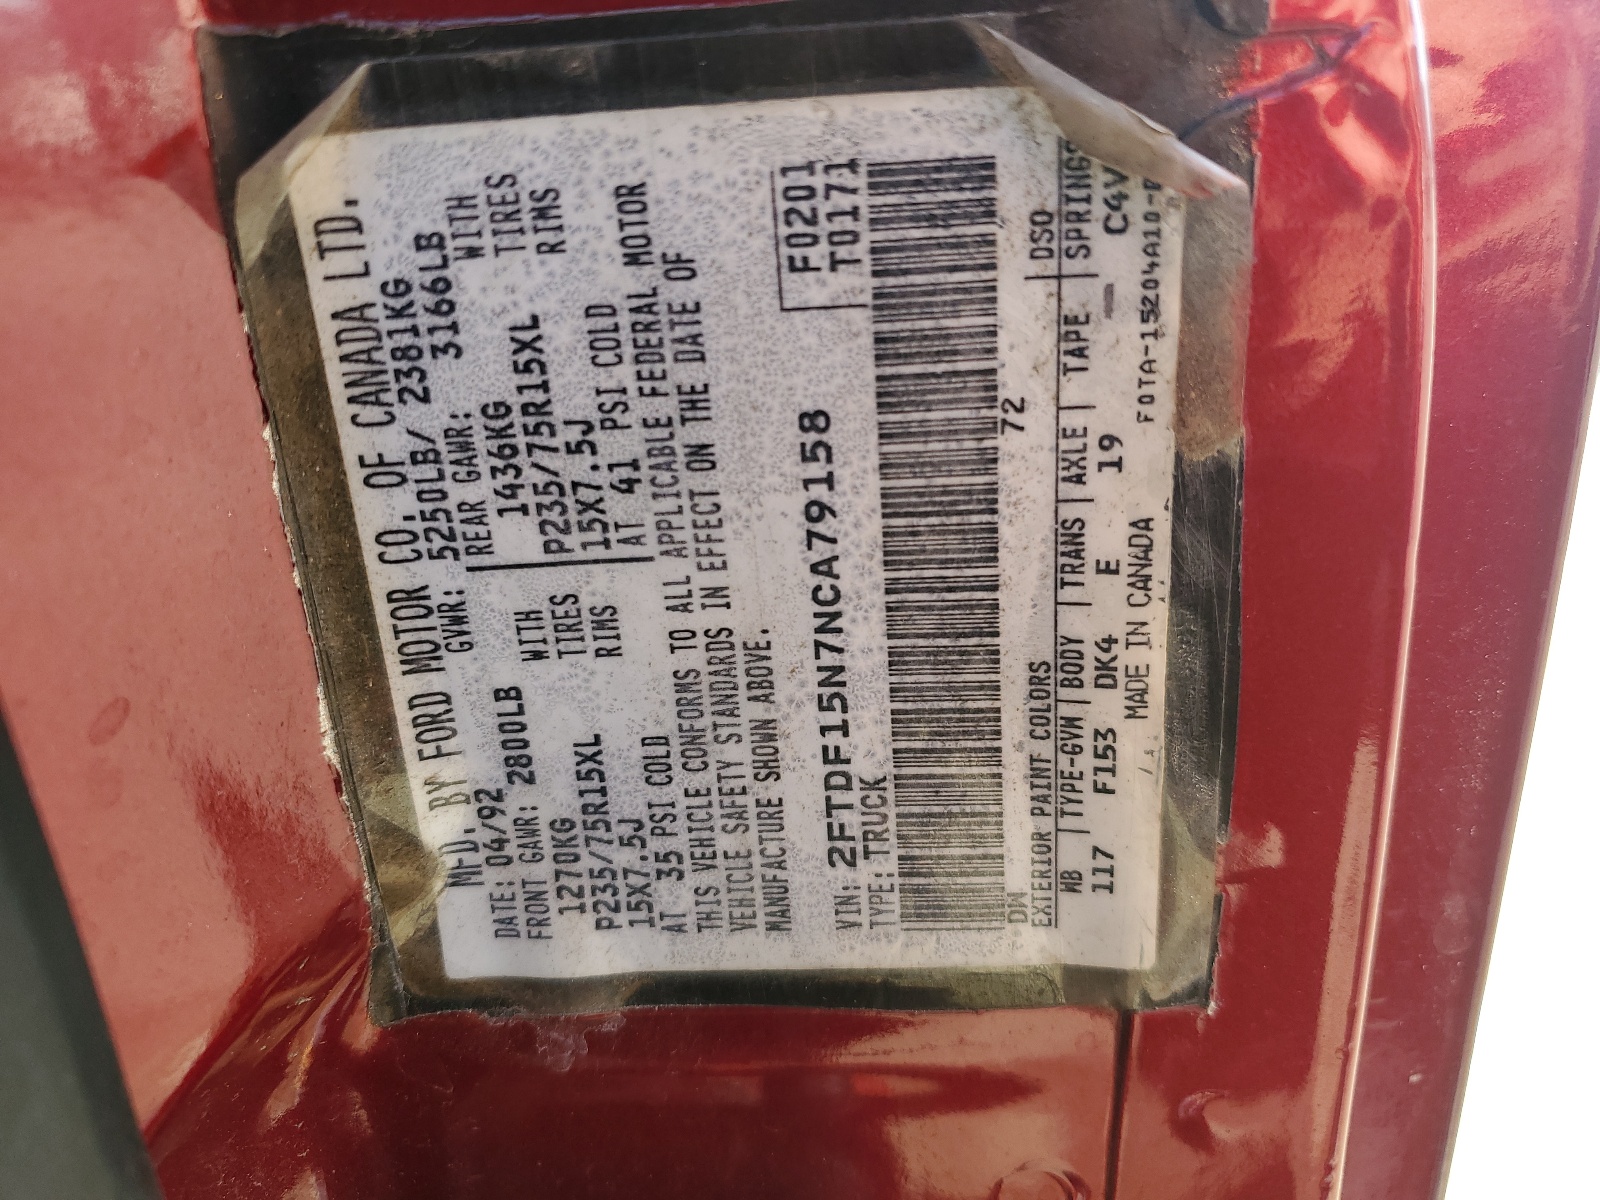 MFD. BY FORD MOTOR CO. OF CANADA LTD.
DATE: 04/92 GVWR: 5250LB/ 2381KG
FRONT GAWR: 2800LB REAR GAWR: 3166LB
1270KG WITH 1436KG WITH
P235/75R15XL TIRES P235/75R15XL TIRES
15X7.5J RIMS 15X7.5J RIMS
AT 35 PSI COLD AT 41 PSI COLD
THIS VEHICLE CONFORMS TO ALL APPLICABLE FEDERAL MOTOR
VEHICLE SAFETY STANDARDS IN EFFECT ON THE DATE OF
MANUFACTURE SHOWN ABOVE.
F0201
T0171
VIN: 2FTDF15N7NCA79158
TYPE: TRUCK
DW 72
EXTERIOR PAINT COLORS DSO
WB TYPE-GVW BODY TRANS AXLE TAPE SPRINGS
117 F153 DK4 E 19 — C4V
MADE IN CANADA F0TA-15204A10-